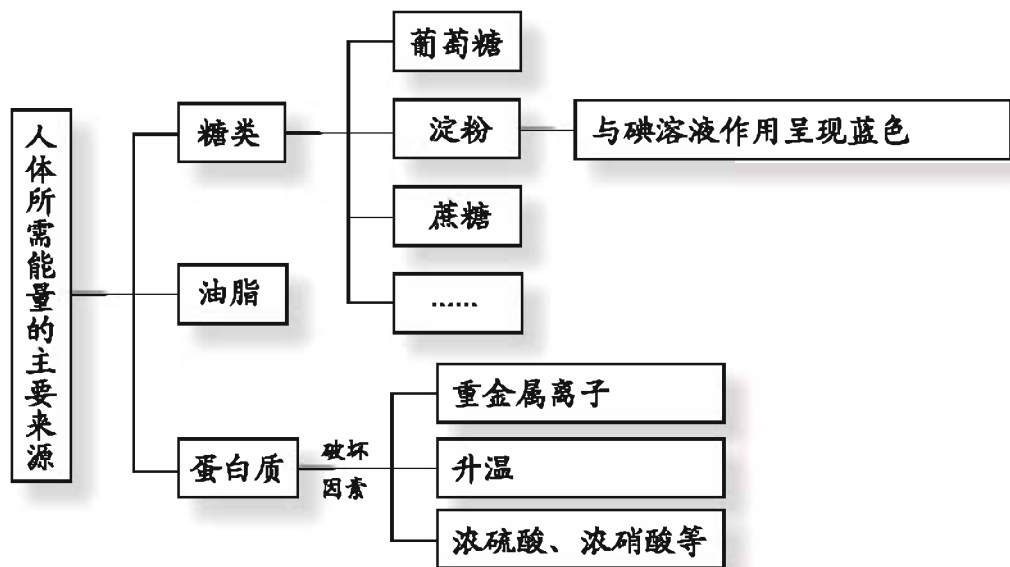 人体所需能量的主要来源
糖类
葡萄糖
淀粉
与碘溶液作用呈现蓝色
蔗糖
……
油脂
蛋白质
破坏
因素
重金属离子
升温
浓硫酸、浓硝酸等